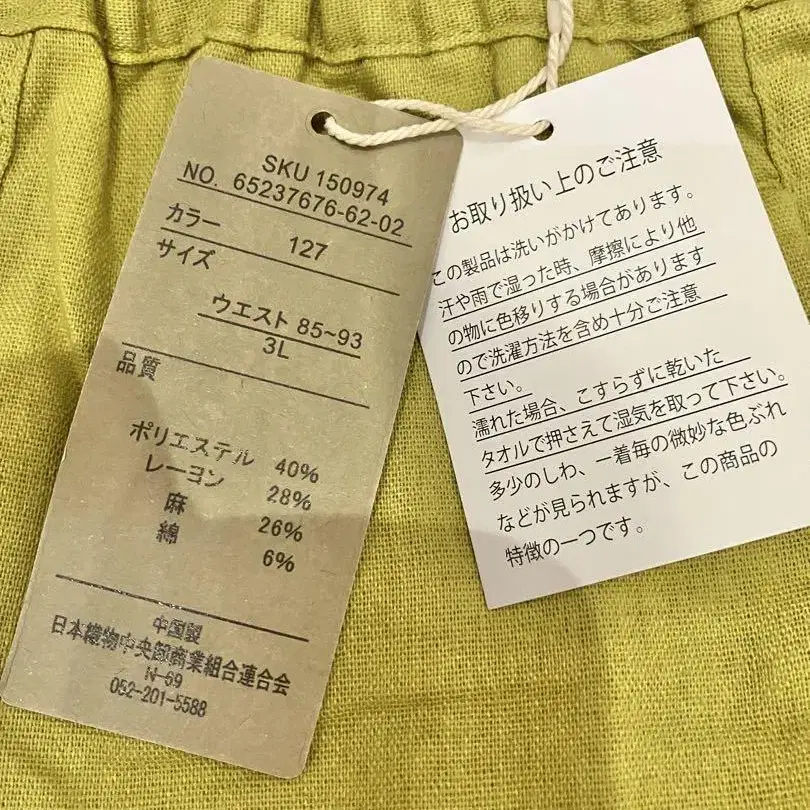 SKU 150974
NO. 65237676-62-02
カラー 127
サイズ
ウエスト 85~93
3L
品質
ポリエステル 40%
レーヨン 28%
麻 26%
綿 6%
中国製
日本織物中央卸商業組合連合会
N-69
052-201-5588
お取り扱い上のご注意
この製品は洗いがかけてあります。
汗や雨で湿った時、摩擦により他
の物に色移りする場合があります
ので洗濯方法を含め十分ご注意
下さい。
濡れた場合、こすらずに乾いた
タオルで押さえて湿気を取って下さい。
多少のしわ、一着毎の微妙な色ぶれ
などが見られますが、この商品の
特徴の一つです。